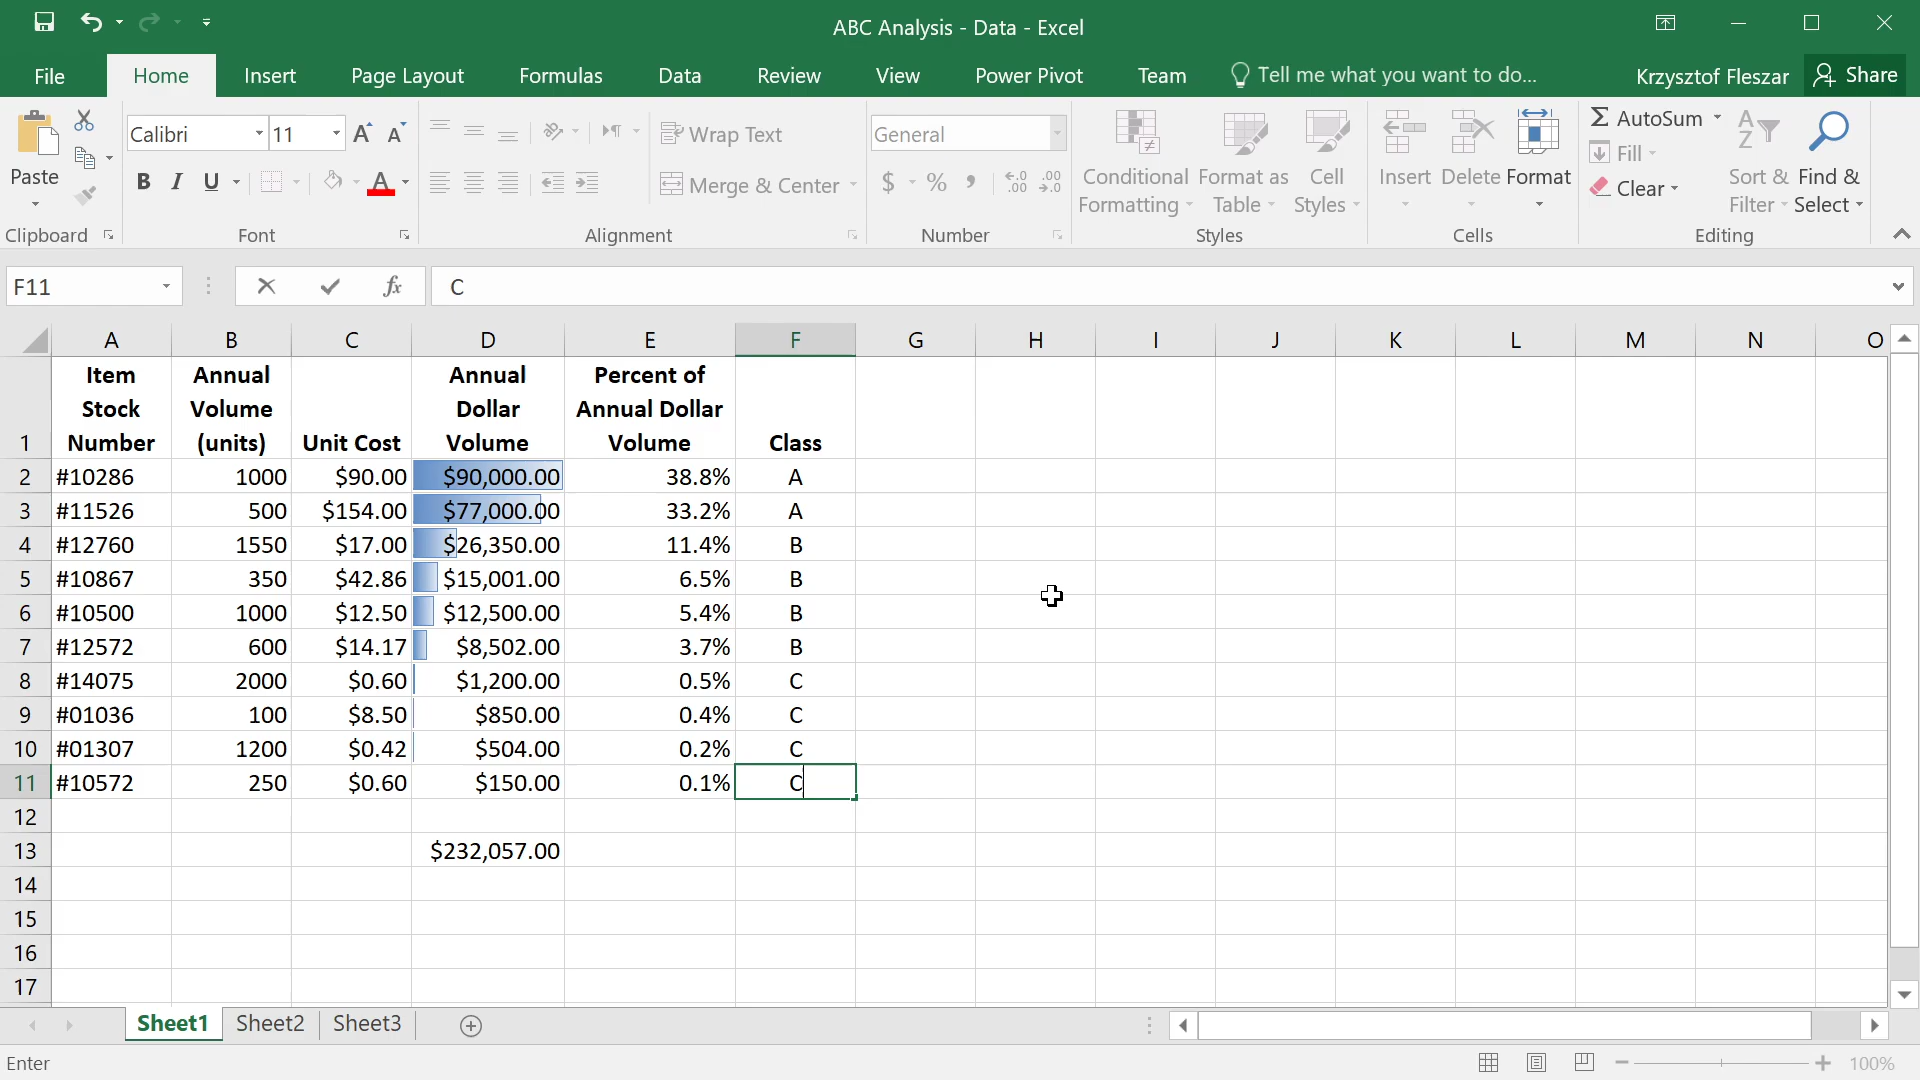 ABC Analysis - Data - Excel
File Home Insert Page Layout Formulas Data Review View Power Pivot Team Tell me what you want to do... Krzysztof Fleszar Share
Paste
Clipboard
Calibri 11
B I U A
Font
Wrap Text
Merge & Center
Alignment
General
$ % , .00 .0 .00 .0
Number
Conditional Formatting
Format as Table
Cell Styles
Styles
Insert Delete Format
Cells
AutoSum
Fill
Clear
Sort & Filter
Find & Select
Editing
F11 fx C
A B C D E F G H I J K L M N O
1 Item Stock Number Annual Volume (units) Unit Cost Annual Dollar Volume Percent of Annual Dollar Volume Class
2 #10286 1000 $90.00 $90,000.00 38.8% A
3 #11526 500 $154.00 $77,000.00 33.2% A
4 #12760 1550 $17.00 $26,350.00 11.4% B
5 #10867 350 $42.86 $15,001.00 6.5% B
6 #10500 1000 $12.50 $12,500.00 5.4% B
7 #12572 600 $14.17 $8,502.00 3.7% B
8 #14075 2000 $0.60 $1,200.00 0.5% C
9 #01036 100 $8.50 $850.00 0.4% C
10 #01307 1200 $0.42 $504.00 0.2% C
11 #10572 250 $0.60 $150.00 0.1% C
12
13 $232,057.00
14
15
16
17
Sheet1 Sheet2 Sheet3
Enter 100%